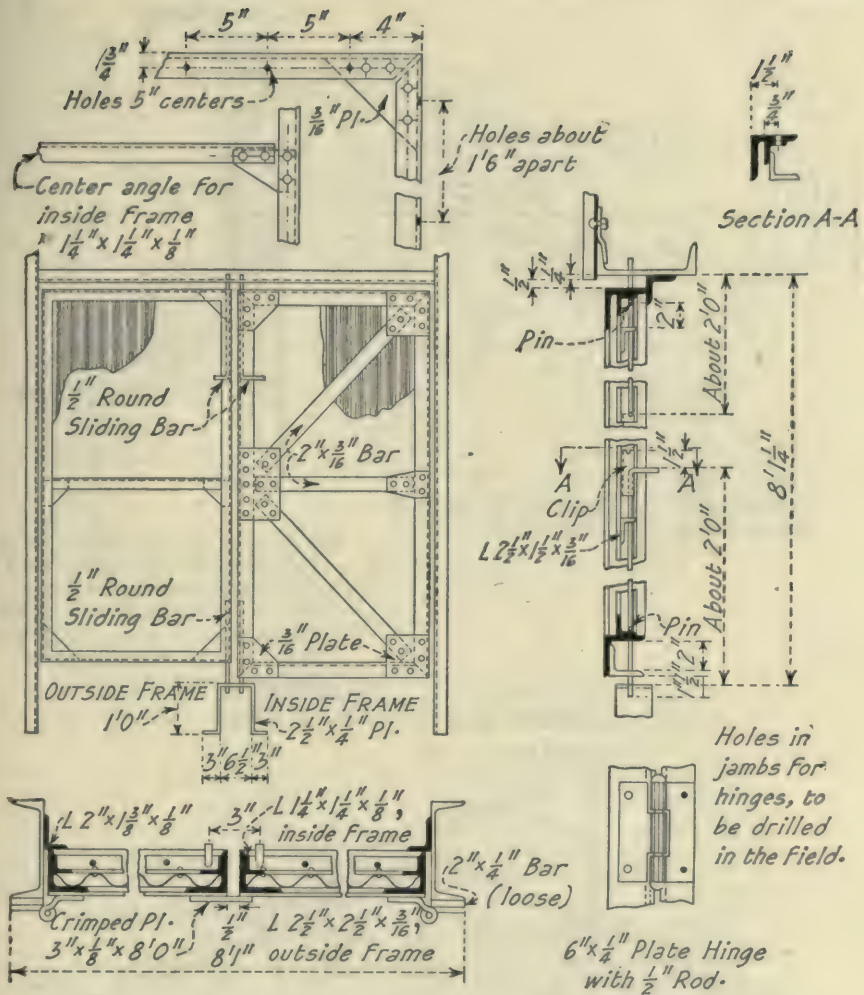 5" 5" 4"
1 3/4"
Holes 5" centers
3/16" Pl.
Holes about
1'6" apart
Center angle for
inside frame
1 1/4" x 1 1/4" x 1/8"
1 1/2"
3/4"
Section A-A
1/2"
1/4"
2"
Pin
About 2'0"
8' 1 1/4"
1/2" Round
Sliding Bar
2" x 3/16" Bar
1 1/2"
A A
Clip
L 2 1/2" x 1 1/2" x 3/16"
About 2'0"
1/2" Round
Sliding Bar
3/16" Plate
Pin
2"
1 1/2"
OUTSIDE FRAME
1'0"
INSIDE FRAME
2 1/2" x 1/4" Pl.
3" 6 1/2" 3"
Holes in
jambs for
hinges, to
be drilled
in the field.
L 2" x 1 3/8" x 1/8"
3"
L 1 1/4" x 1 1/4" x 1/8",
inside frame
2" x 1/4" Bar
(loose)
Crimped Pl.
3" x 1/8" x 8'0"
1/2"
L 2 1/2" x 2 1/2" x 3/16",
outside frame
8'1"
6" x 1/4" Plate Hinge
with 1/2" Rod.